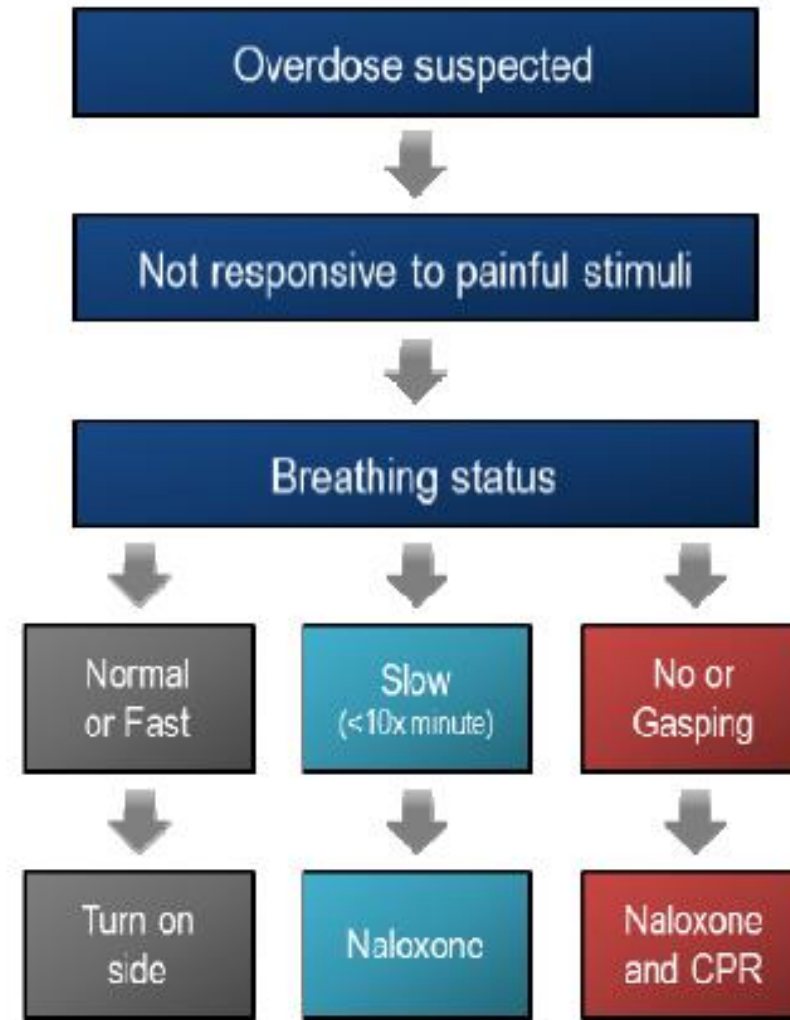 Overdose suspected
Not responsive to painful stimuli
Breathing status
Normal
or Fast
Slow
(<10x minute)
No or
Gasping
Turn on
side
Naloxone
Naloxone
and CPR